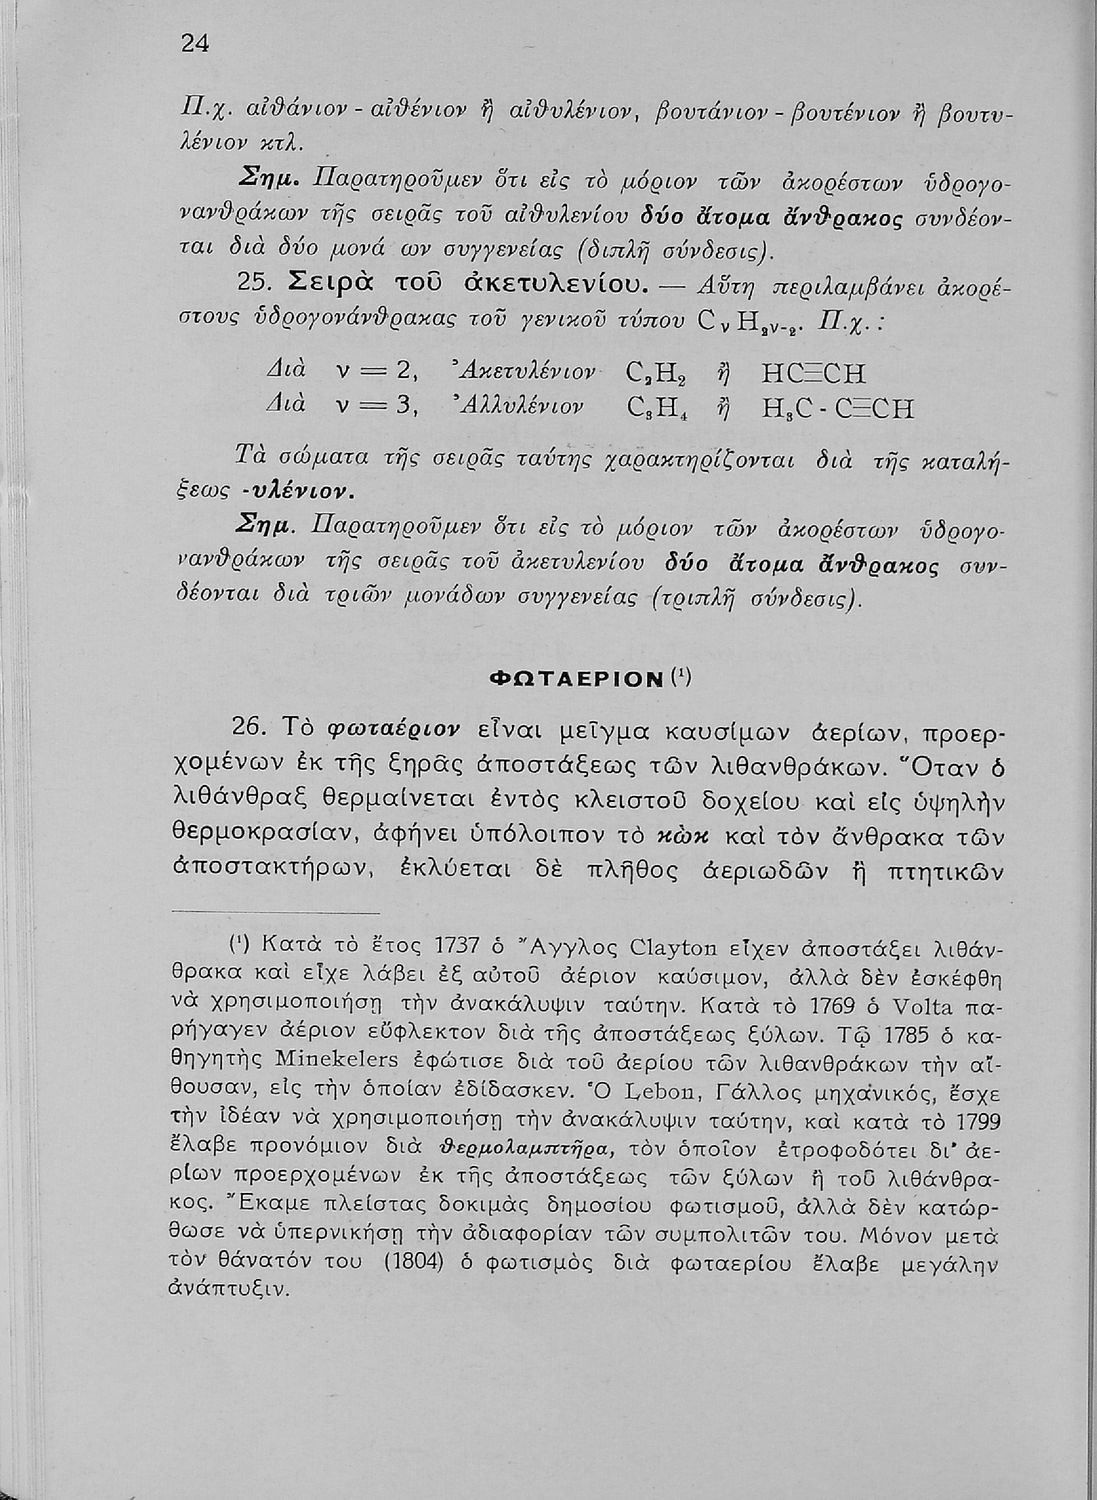 24
Π.χ. αἰθάνιον - αἰθένιον ἢ αἰθυλένιον, βουτάνιον - βουτένιον ἢ βουτυ-
λένιον κτλ.
Σημ. Παρατηροῦμεν ὅτι εἰς τὸ μόριον τῶν ἀκορέστων ὑδρογο-
νανθράκων τῆς σειρᾶς τοῦ αἰθυλενίου δύο ἄτομα ἄνθρακος συνδέον-
ται διὰ δύο μονά ων συγγενείας (διπλῆ σύνδεσις).
25. Σειρὰ τοῦ ἀκετυλενίου. — Αὕτη περιλαμβάνει ἀκορέ-
στους ὑδρογονάνθρακας τοῦ γενικοῦ τύπου CᵥH₂ᵥ₋₂. Π.χ. :
Διὰ ν = 2, Ἀκετυλένιον C₂H₂ ἢ HC≡CH
Διὰ ν = 3, Ἀλλυλένιον C₃H₄ ἢ H₃C - C≡CH
Τὰ σώματα τῆς σειρᾶς ταύτης χαρακτηρίζονται διὰ τῆς καταλή-
ξεως -υλένιον.
Σημ. Παρατηροῦμεν ὅτι εἰς τὸ μόριον τῶν ἀκορέστων ὑδρογο-
νανθράκων τῆς σειρᾶς τοῦ ἀκετυλενίου δύο ἄτομα ἄνθρακος συν-
δέονται διὰ τριῶν μονάδων συγγενείας (τριπλῆ σύνδεσις).
ΦΩΤΑΕΡΙΟΝ (¹)
26. Τὸ φωταέριον εἶναι μεῖγμα καυσίμων ἀερίων, προερ-
χομένων ἐκ τῆς ξηρᾶς ἀποστάξεως τῶν λιθανθράκων. Ὅταν ὁ
λιθάνθραξ θερμαίνεται ἐντὸς κλειστοῦ δοχείου καὶ εἰς ὑψηλὴν
θερμοκρασίαν, ἀφήνει ὑπόλοιπον τὸ κὼκ καὶ τὸν ἄνθρακα τῶν
ἀποστακτήρων, ἐκλύεται δὲ πλῆθος ἀεριωδῶν ἢ πτητικῶν
(¹) Κατὰ τὸ ἔτος 1737 ὁ Ἄγγλος Clayton εἶχεν ἀποστάξει λιθάν-
θρακα καὶ εἶχε λάβει ἐξ αὐτοῦ ἀέριον καύσιμον, ἀλλὰ δὲν ἐσκέφθη
νὰ χρησιμοποιήσῃ τὴν ἀνακάλυψιν ταύτην. Κατὰ τὸ 1769 ὁ Volta πα-
ρήγαγεν ἀέριον εὔφλεκτον διὰ τῆς ἀποστάξεως ξύλων. Τῷ 1785 ὁ κα-
θηγητὴς Minekelers ἐφώτισε διὰ τοῦ ἀερίου τῶν λιθανθράκων τὴν αἴ-
θουσαν, εἰς τὴν ὁποίαν ἐδίδασκεν. Ὁ Lebon, Γάλλος μηχανικός, ἔσχε
τὴν ἰδέαν νὰ χρησιμοποιήσῃ τὴν ἀνακάλυψιν ταύτην, καὶ κατὰ τὸ 1799
ἔλαβε προνόμιον διὰ θερμολαμπτῆρα, τὸν ὁποῖον ἐτροφοδότει δι' ἀε-
ρίων προερχομένων ἐκ τῆς ἀποστάξεως τῶν ξύλων ἢ τοῦ λιθάνθρα-
κος. Ἔκαμε πλείστας δοκιμὰς δημοσίου φωτισμοῦ, ἀλλὰ δὲν κατώρ-
θωσε νὰ ὑπερνικήσῃ τὴν ἀδιαφορίαν τῶν συμπολιτῶν του. Μόνον μετὰ
τὸν θάνατόν του (1804) ὁ φωτισμὸς διὰ φωταερίου ἔλαβε μεγάλην
ἀνάπτυξιν.